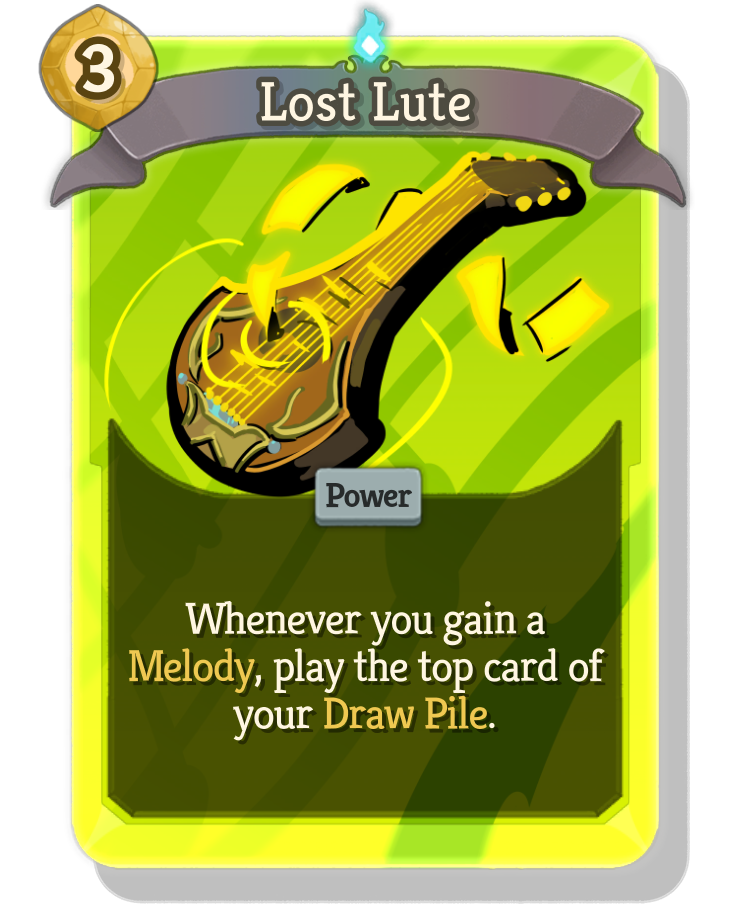 3
Lost Lute
Power
Whenever you gain a
Melody, play the top card of
your Draw Pile.